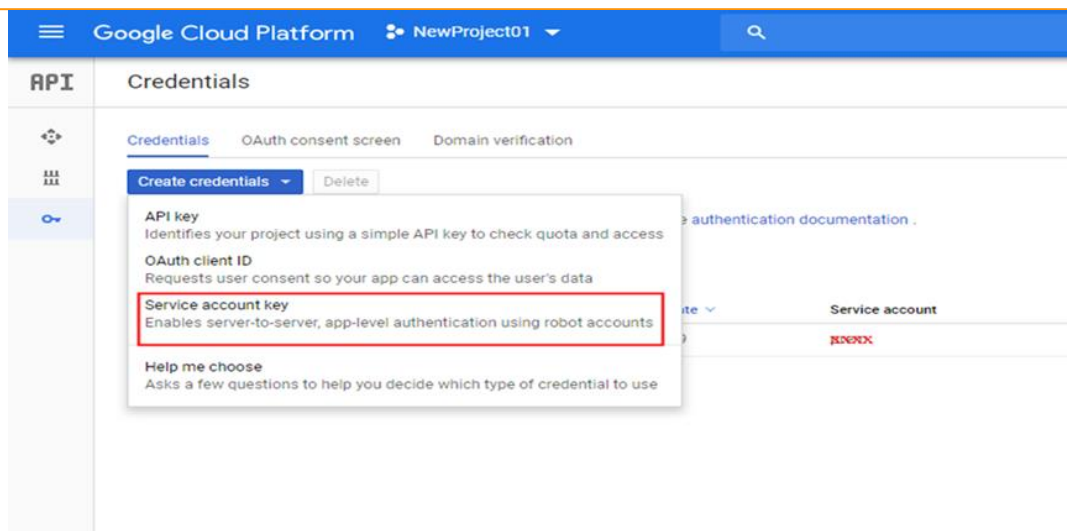 Google Cloud Platform NewProject01
API Credentials
Credentials OAuth consent screen Domain verification
Create credentials Delete
API key
Identifies your project using a simple API key to check quota and access
authentication documentation .
OAuth client ID
Requests user consent so your app can access the user's data
Service account key
Enables server-to-server, app-level authentication using robot accounts
Service account
Help me choose
Asks a few questions to help you decide which type of credential to use